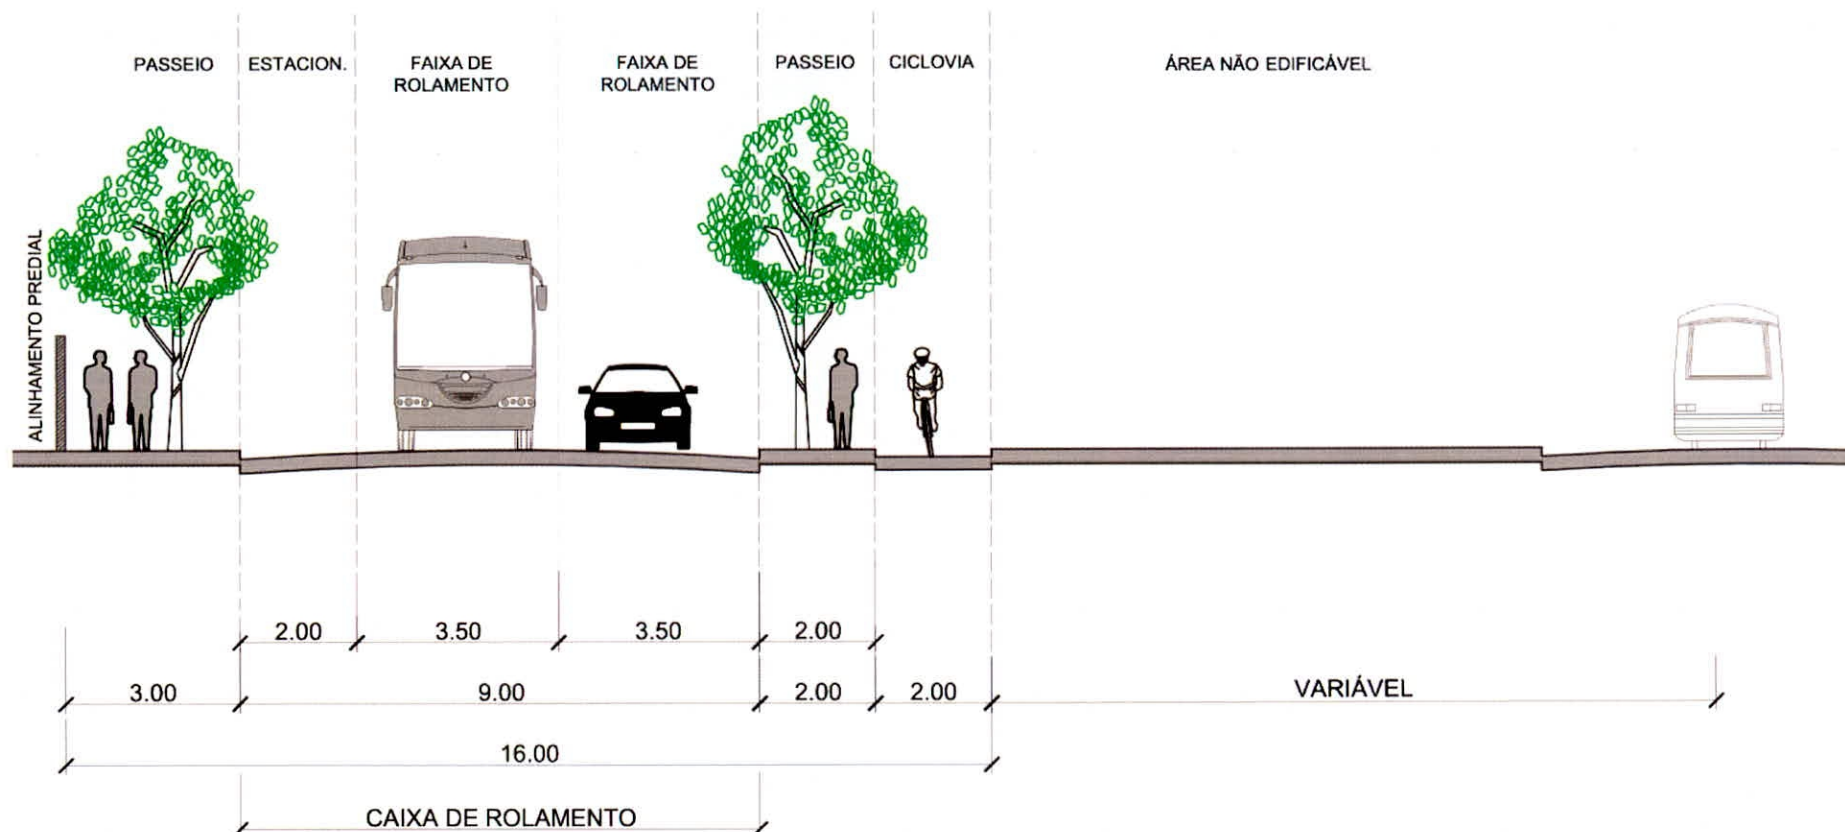 PASSEIO
ESTACION.
FAIXA DE
ROLAMENTO
FAIXA DE
ROLAMENTO
PASSEIO
CICLOVIA
ÁREA NÃO EDIFICÁVEL
ALINHAMENTO PREDIAL
2.00
3.50
3.50
2.00
3.00
9.00
2.00
2.00
VARIÁVEL
16.00
CAIXA DE ROLAMENTO